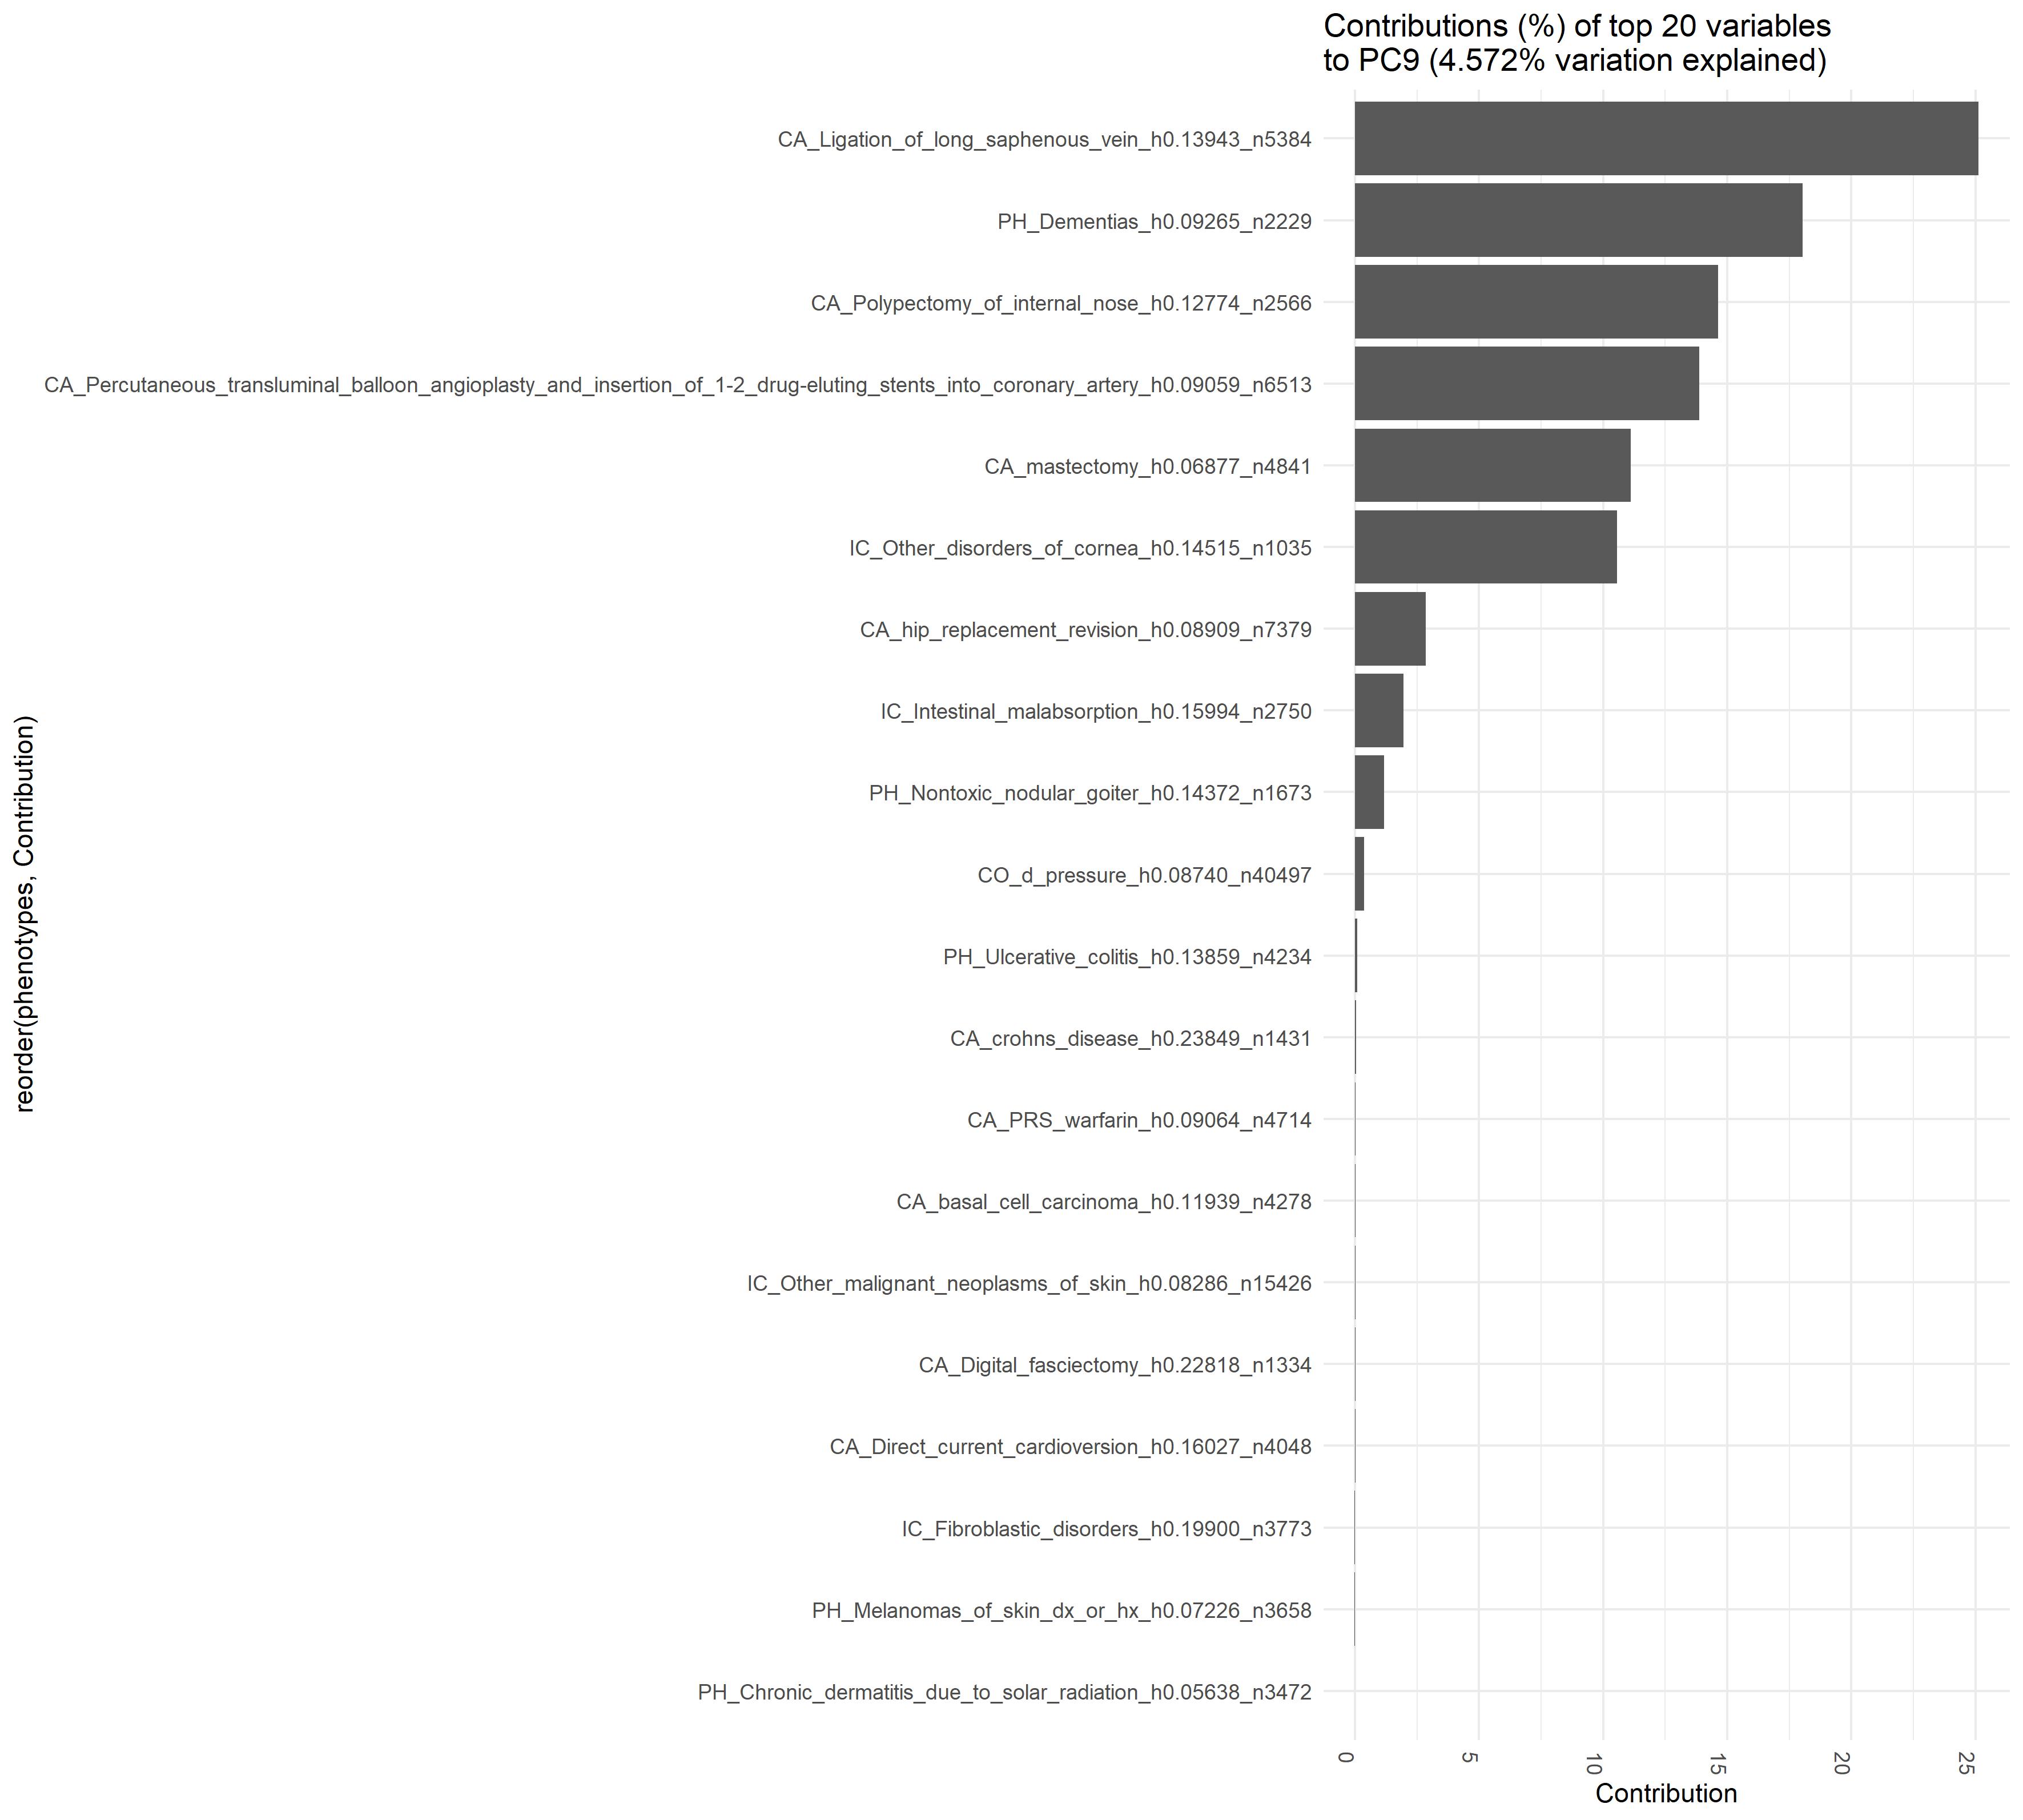 Contributions (%) of top 20 variables
to PC9 (4.572% variation explained)
CA_Ligation_of_long_saphenous_vein_h0.13943_n5384
PH_Dementias_h0.09265_n2229
CA_Polypectomy_of_internal_nose_h0.12774_n2566
CA_Percutaneous_transluminal_balloon_angioplasty_and_insertion_of_1-2_drug-eluting_stents_into_coronary_artery_h0.09059_n6513
CA_mastectomy_h0.06877_n4841
IC_Other_disorders_of_cornea_h0.14515_n1035
CA_hip_replacement_revision_h0.08909_n7379
IC_Intestinal_malabsorption_h0.15994_n2750
PH_Nontoxic_nodular_goiter_h0.14372_n1673
CO_d_pressure_h0.08740_n40497
PH_Ulcerative_colitis_h0.13859_n4234
CA_crohns_disease_h0.23849_n1431
CA_PRS_warfarin_h0.09064_n4714
CA_basal_cell_carcinoma_h0.11939_n4278
IC_Other_malignant_neoplasms_of_skin_h0.08286_n15426
CA_Digital_fasciectomy_h0.22818_n1334
CA_Direct_current_cardioversion_h0.16027_n4048
IC_Fibroblastic_disorders_h0.19900_n3773
PH_Melanomas_of_skin_dx_or_hx_h0.07226_n3658
PH_Chronic_dermatitis_due_to_solar_radiation_h0.05638_n3472
reorder(phenotypes, Contribution)
0
5
10
15
20
25
Contribution